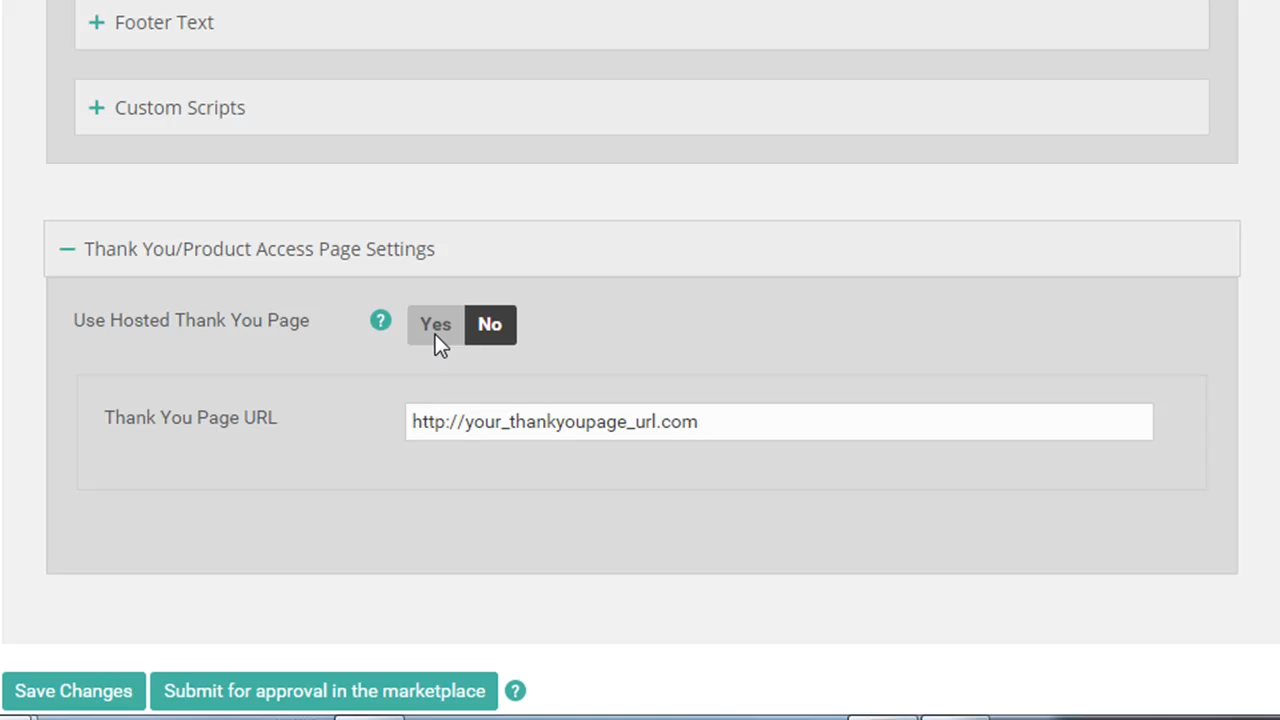 + Footer Text
+ Custom Scripts
− Thank You/Product Access Page Settings
Use Hosted Thank You Page ? Yes No
Thank You Page URL http://your_thankyoupage_url.com
Save Changes Submit for approval in the marketplace ?